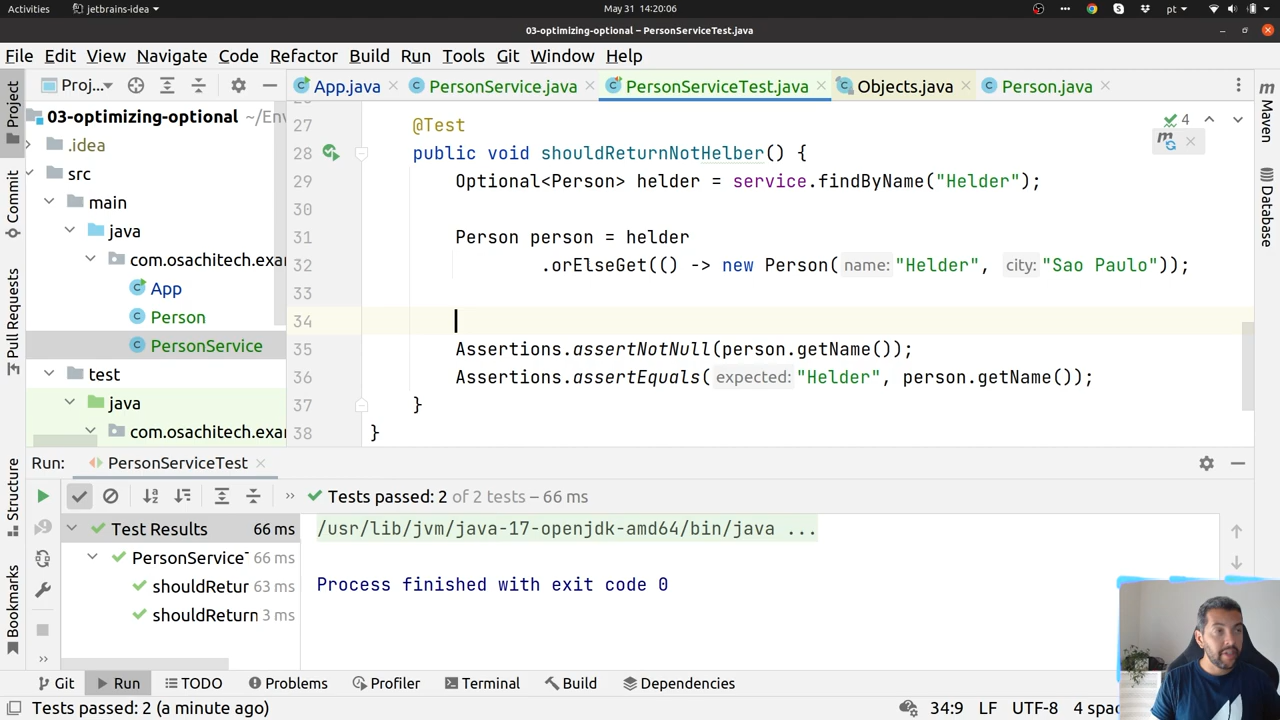 Activities jetbrains-idea May 31 14:20:06 pt
03-optimizing-optional – PersonServiceTest.java
File Edit View Navigate Code Refactor Build Run Tools Git Window Help
Proj... App.java PersonService.java PersonServiceTest.java Objects.java Person.java
Project
Commit
Pull Requests
Structure
Bookmarks
Maven
Database
03-optimizing-optional ~/Env
.idea
src
main
java
com.osachitech.exa
App
Person
PersonService
test
java
com.osachitech.exa
4
27 @Test
28 public void shouldReturnNotHelber() {
29 Optional<Person> helder = service.findByName("Helder");
30
31 Person person = helder
32 .orElseGet(() -> new Person( name: "Helder", city: "Sao Paulo"));
33
34
35 Assertions.assertNotNull(person.getName());
36 Assertions.assertEquals( expected: "Helder", person.getName());
37 }
38 }
Run: PersonServiceTest
Tests passed: 2 of 2 tests – 66 ms
Test Results 66 ms
PersonService 66 ms
shouldRetur 63 ms
shouldReturn 3 ms
/usr/lib/jvm/java-17-openjdk-amd64/bin/java ...
Process finished with exit code 0
Git Run TODO Problems Profiler Terminal Build Dependencies
Tests passed: 2 (a minute ago) 34:9 LF UTF-8 4 spac